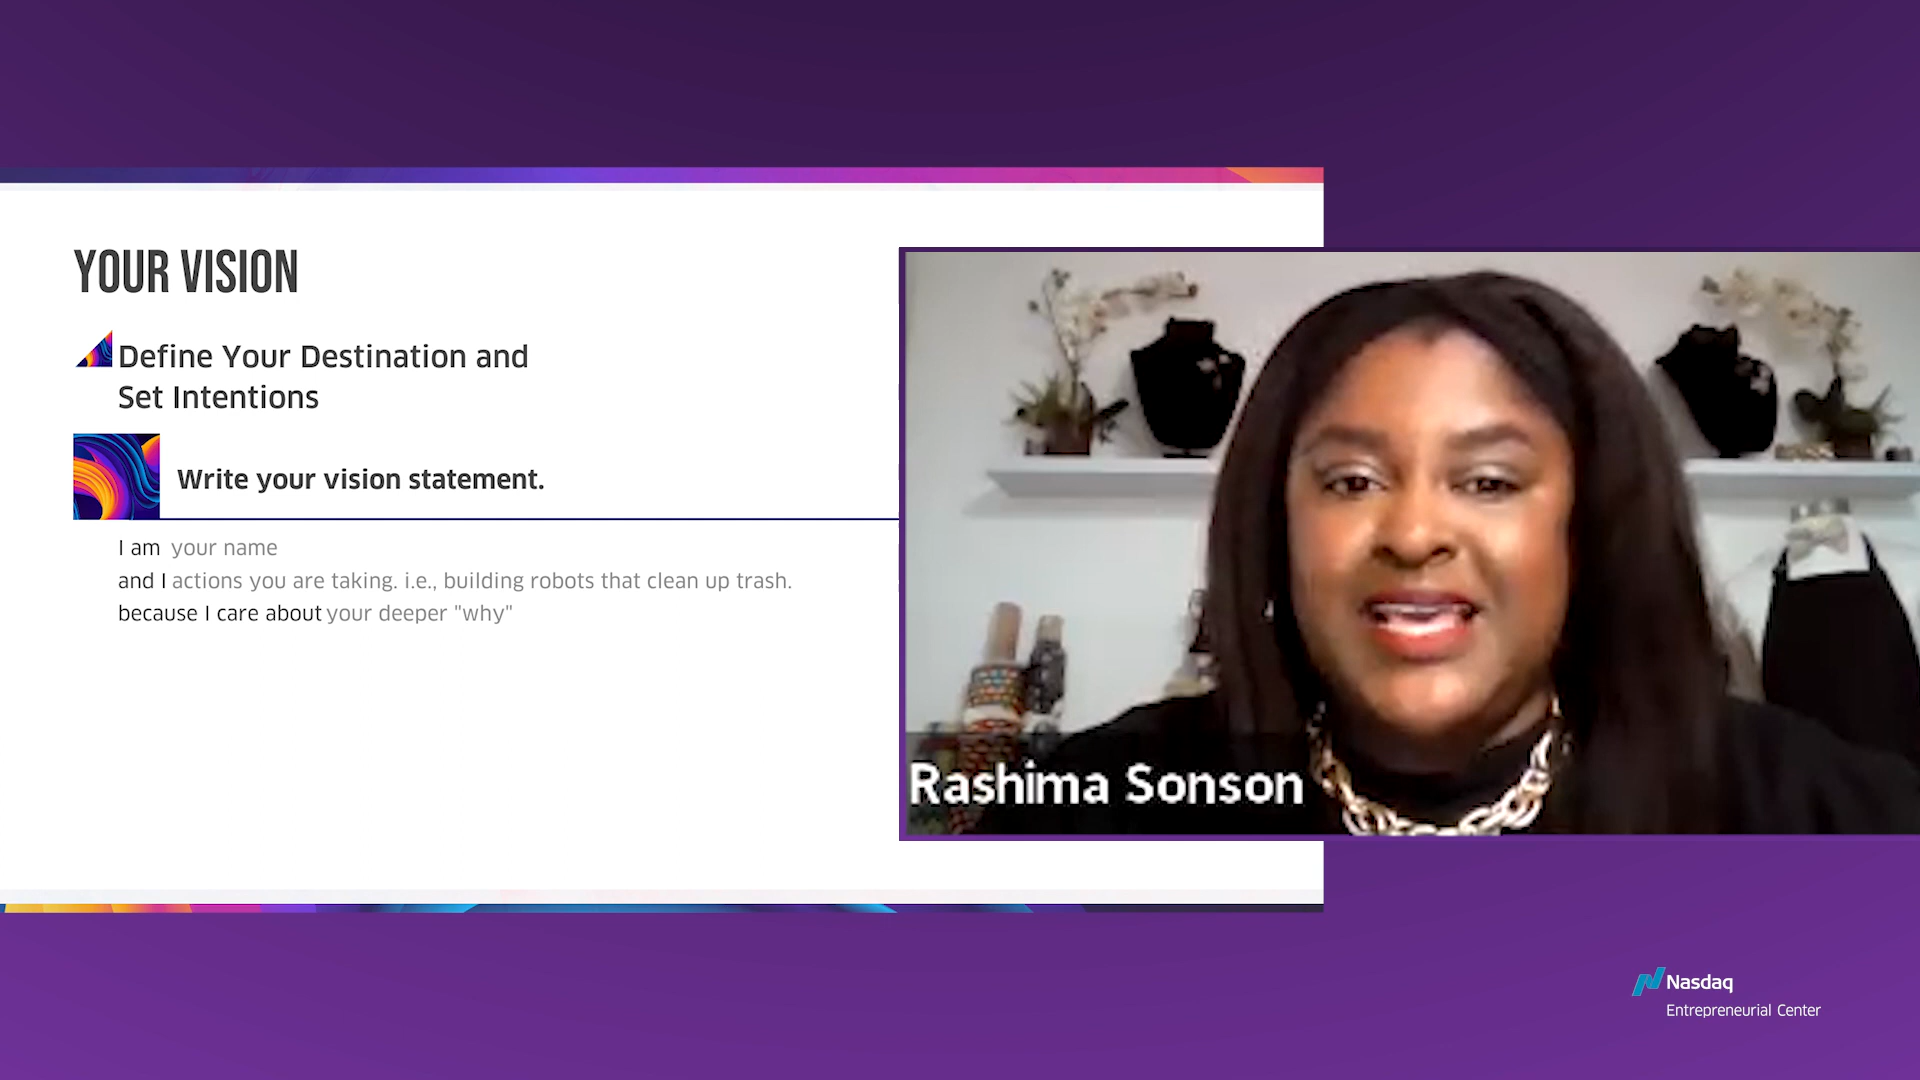 YOUR VISION
Define Your Destination and
Set Intentions
Write your vision statement.
I am your name
and I actions you are taking. i.e., building robots that clean up trash.
because I care about your deeper "why"
Rashima Sonson
Nasdaq
Entrepreneurial Center